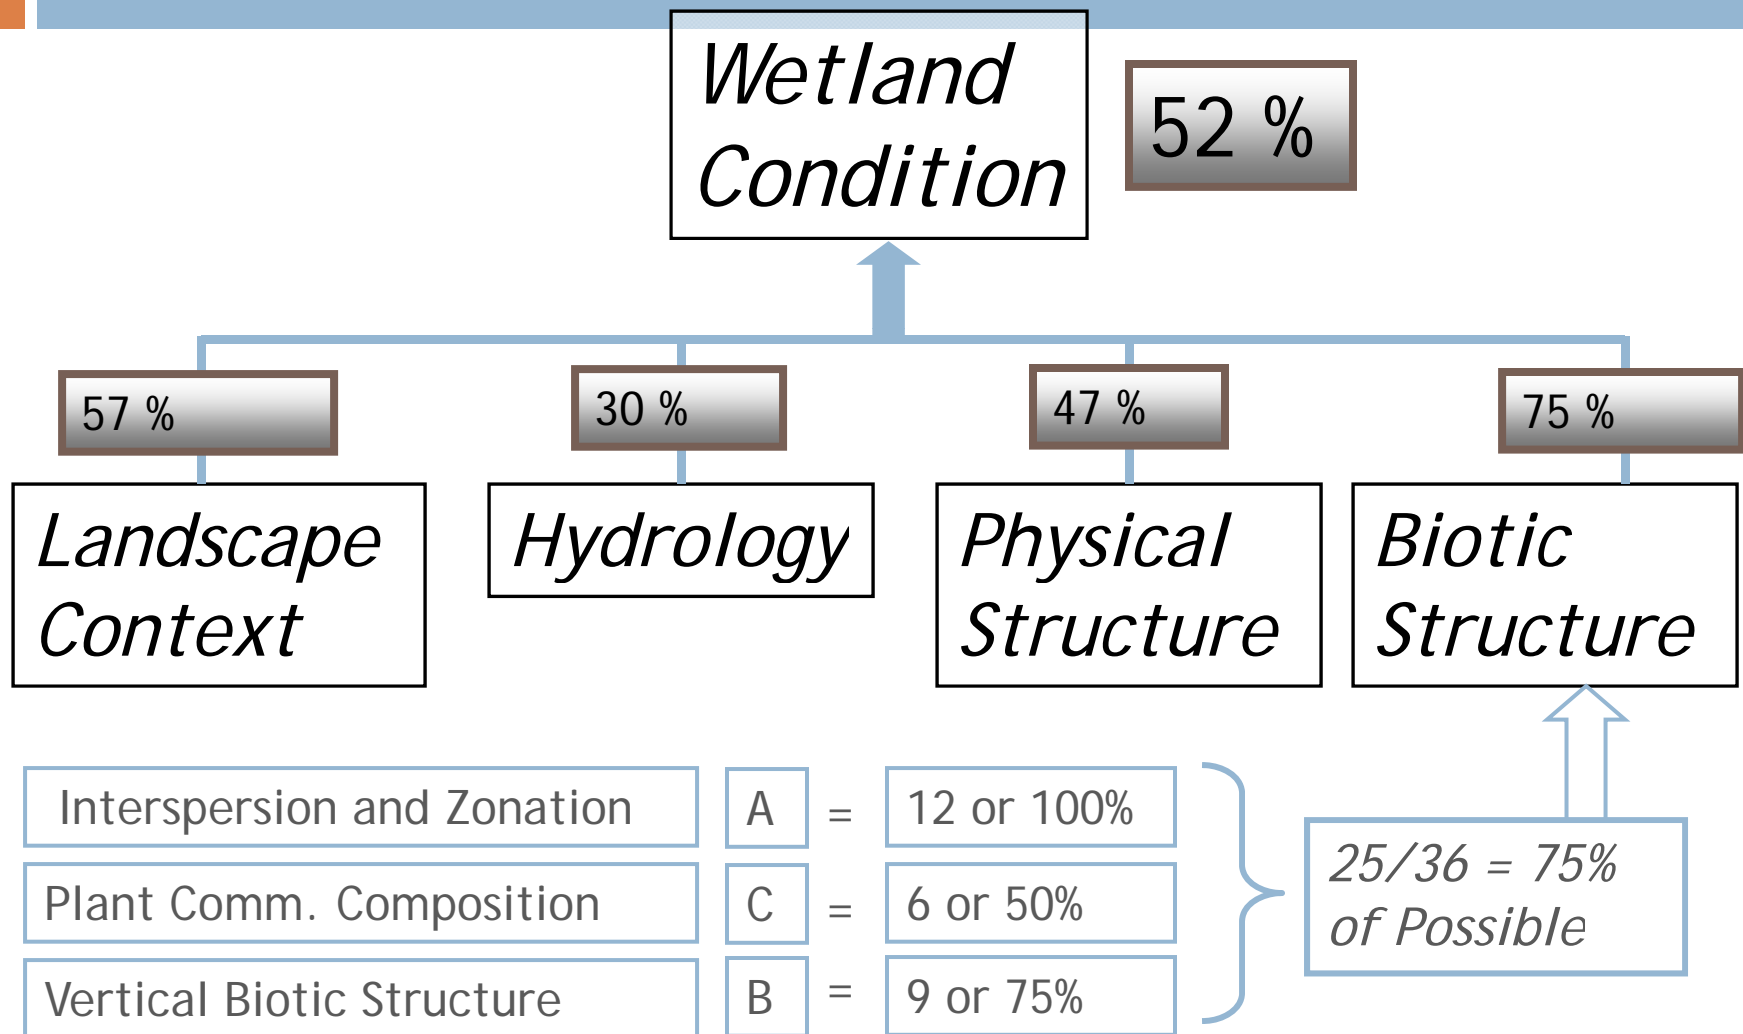 Wetland
Condition
52 %
57 %
30 %
47 %
75 %
Landscape
Context
Hydrology
Physical
Structure
Biotic
Structure
Interspersion and Zonation
A
=
12 or 100%
Plant Comm. Composition
C
=
6 or 50%
Vertical Biotic Structure
B
=
9 or 75%
25/36 = 75%
of Possible